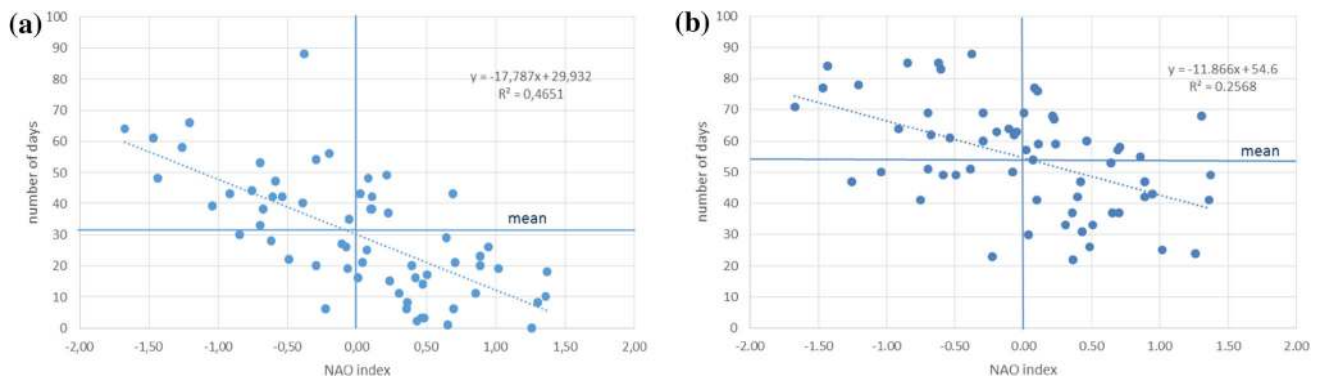 (a)
100
90
80
70
60
50
40
30
20
10
0
number of days
y = -17,787x + 29,932
R² = 0,4651
mean
-2,00 -1,50 -1,00 -0,50 0,00 0,50 1,00 1,50 2,00
NAO index
(b)
100
90
80
70
60
50
40
30
20
10
0
number of days
y = -11.866x + 54.6
R² = 0.2568
mean
-2.00 -1.50 -1.00 -0.50 0.00 0.50 1.00 1.50 2.00
NAO index